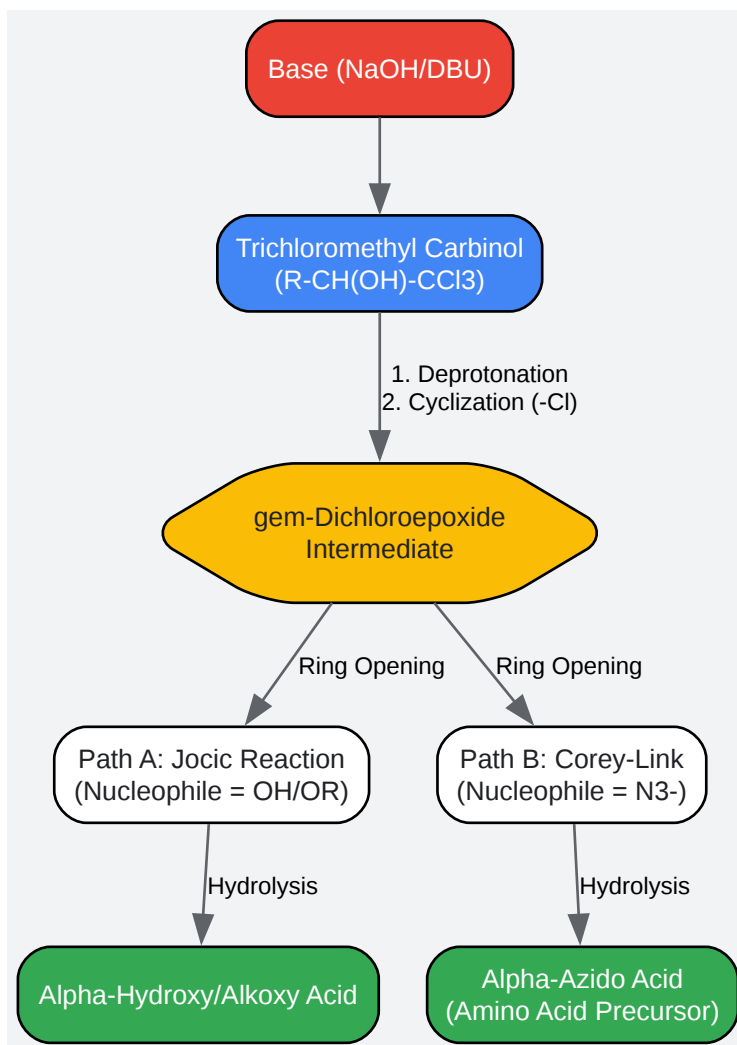 Base (NaOH/DBU)
Trichloromethyl Carbinol
(R-CH(OH)-CCl3)
1. Deprotonation
2. Cyclization (-Cl)
gem-Dichloroepoxide
Intermediate
Ring Opening
Ring Opening
Path A: Jocic Reaction
(Nucleophile = OH/OR)
Path B: Corey-Link
(Nucleophile = N3-)
Hydrolysis
Hydrolysis
Alpha-Hydroxy/Alkoxy Acid
Alpha-Azido Acid
(Amino Acid Precursor)